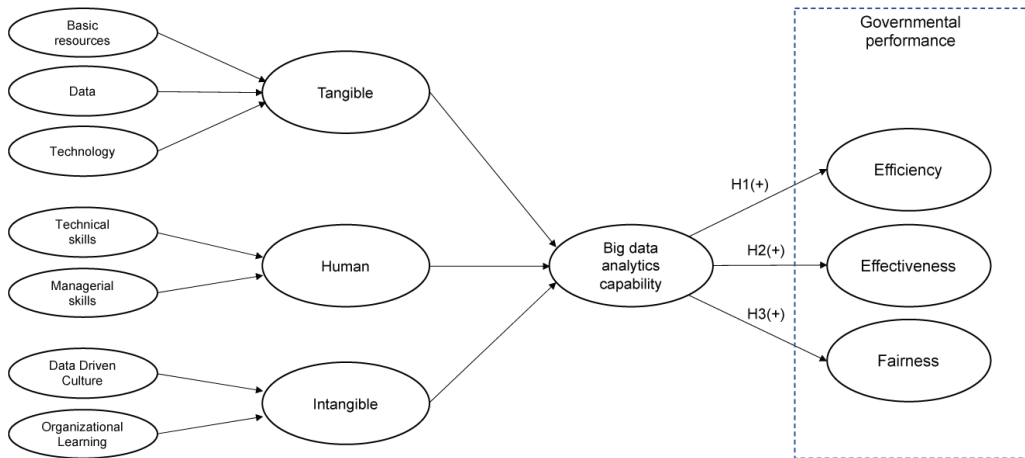 Basic
resources
Data
Technology
Technical
skills
Managerial
skills
Data Driven
Culture
Organizational
Learning
Tangible
Human
Intangible
Big data
analytics
capability
H1(+)
H2(+)
H3(+)
Governmental
performance
Efficiency
Effectiveness
Fairness